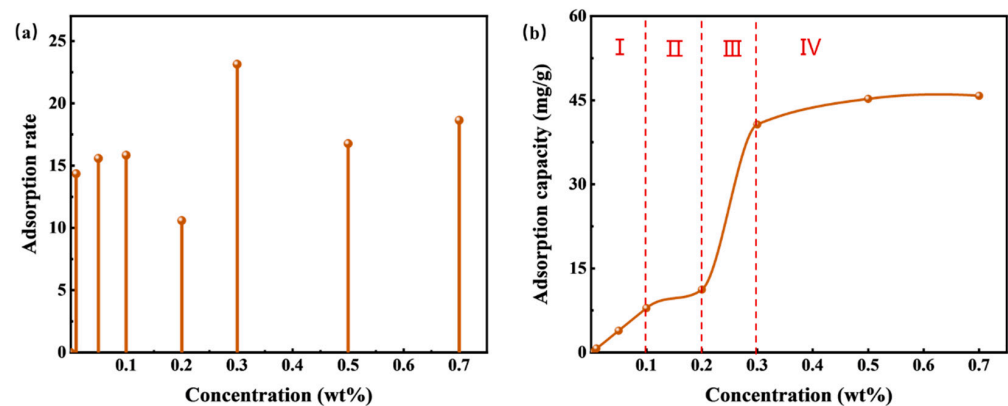 (a)
Adsorption rate
25
20
15
10
5
0
0.1 0.2 0.3 0.4 0.5 0.6 0.7
Concentration (wt%)
(b)
I II III IV
Adsorption capacity (mg/g)
60
45
30
15
0
0.1 0.2 0.3 0.4 0.5 0.6 0.7
Concentration (wt%)